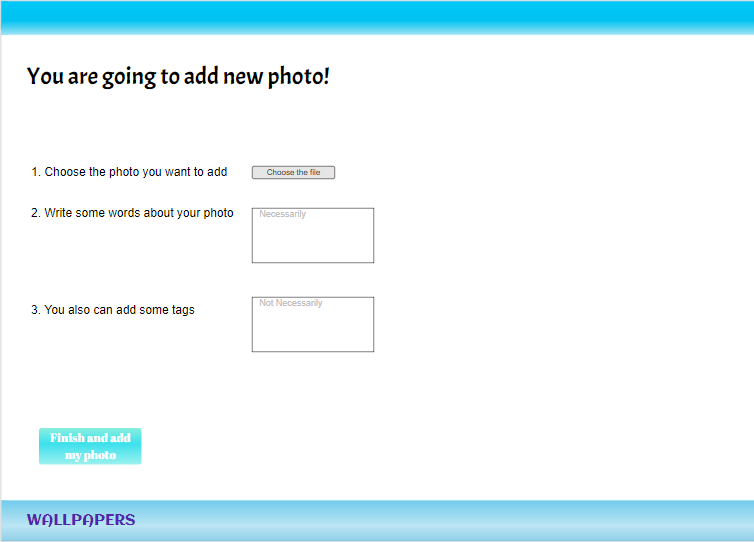 You are going to add new photo!
1. Choose the photo you want to add
Choose the file
2. Write some words about your photo
Necessarily
3. You also can add some tags
Not Necessarily
Finish and add
my photo
WALLPAPERS